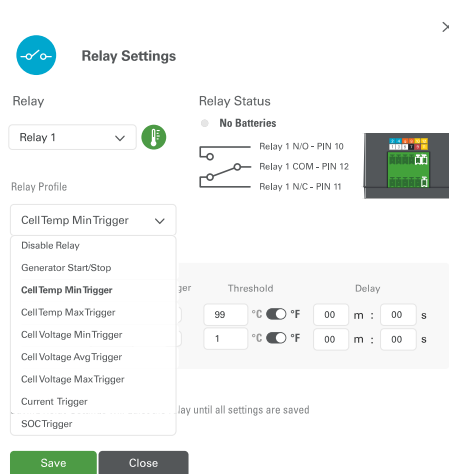 Relay Settings
Relay
Relay Status
No Batteries
Relay 1
Relay 1 N/O - PIN 10
Relay 1 COM - PIN 12
Relay 1 N/C - PIN 11
Relay Profile
Cell Temp Min Trigger
Disable Relay
Generator Start/Stop
Cell Temp Min Trigger
Cell Temp Max Trigger
Cell Voltage Min Trigger
Cell Voltage Avg Trigger
Cell Voltage Max Trigger
Current Trigger
SOC Trigger
Threshold
Delay
99 °C °F 00 m : 00 s
1 °C °F 00 m : 00 s
until all settings are saved
Save
Close